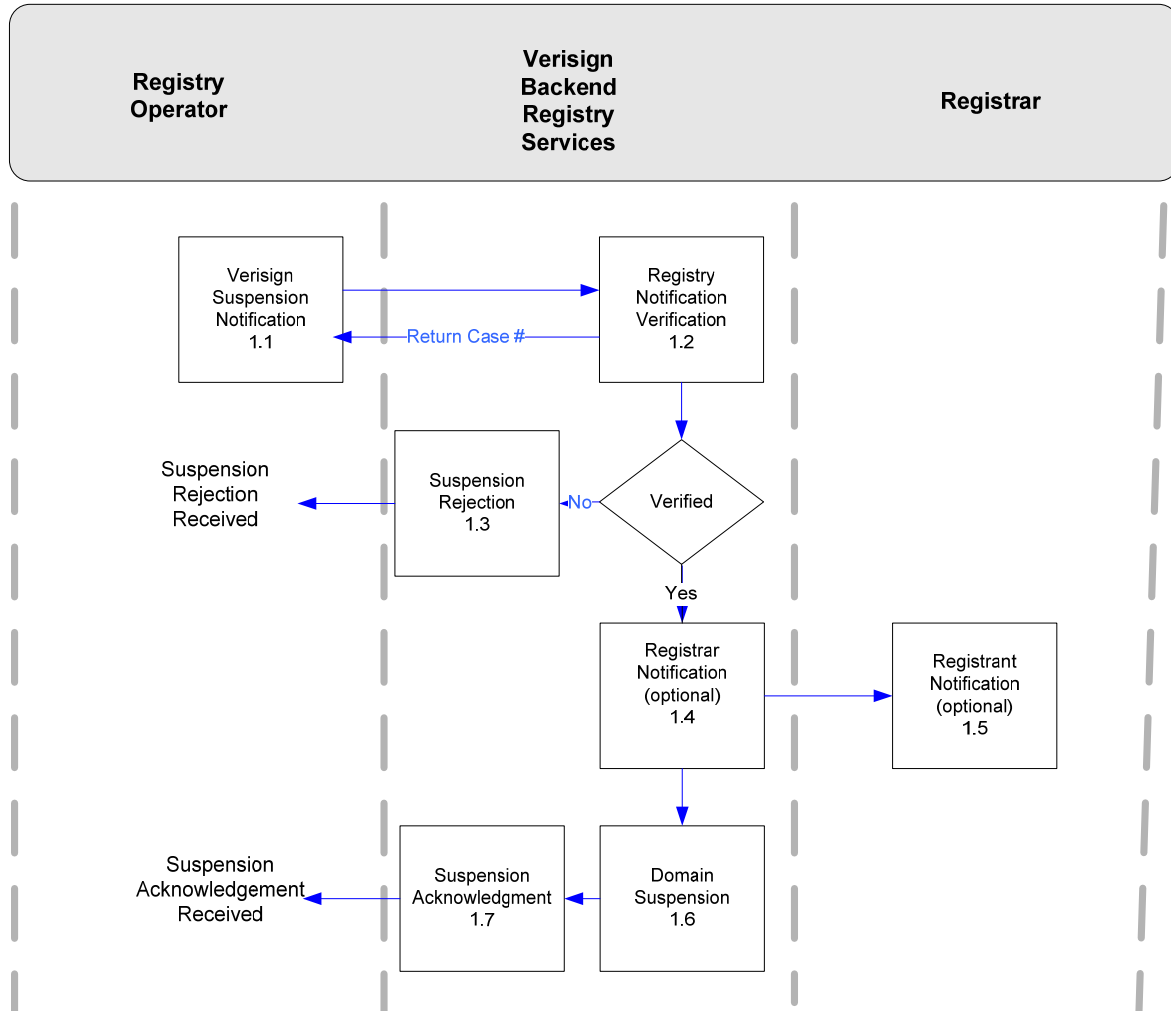 Registry
Operator
Verisign
Backend
Registry
Services
Registrar
Verisign
Suspension
Notification
1.1
Return Case #
Registry
Notification
Verification
1.2
Suspension
Rejection
Received
Suspension
Rejection
1.3
No
Verified
Yes
Registrar
Notification
(optional)
1.4
Registrant
Notification
(optional)
1.5
Suspension
Acknowledgement
Received
Suspension
Acknowledgment
1.7
Domain
Suspension
1.6